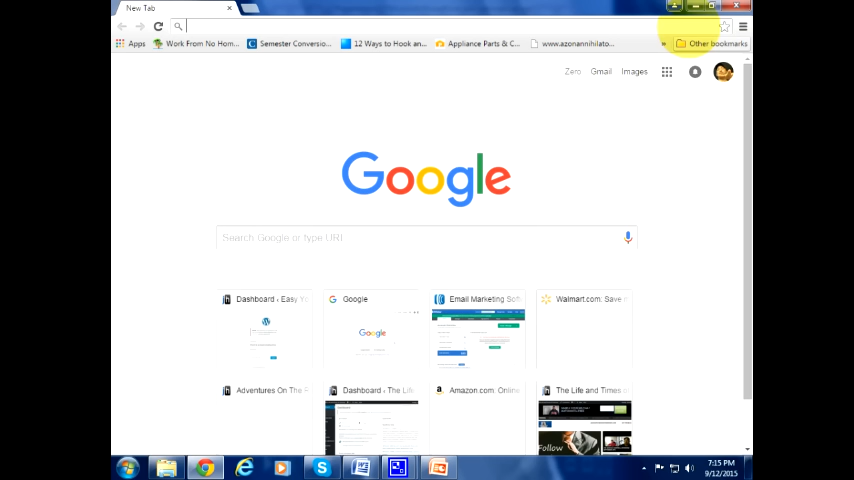 New Tab
Apps Work From No Hom... Semester Conversio... 12 Ways to Hook an... Appliance Parts & C... www.azonannihilato... » Other bookmarks
Zero Gmail Images
Google
Search Google or type URL
Dashboard ‹ Easy Yo Google Email Marketing Soft Walmart.com: Save
Google
Adventures On The Dashboard ‹ The Life Amazon.com: Online The Life and Times o
Follow
7:15 PM
9/12/2015